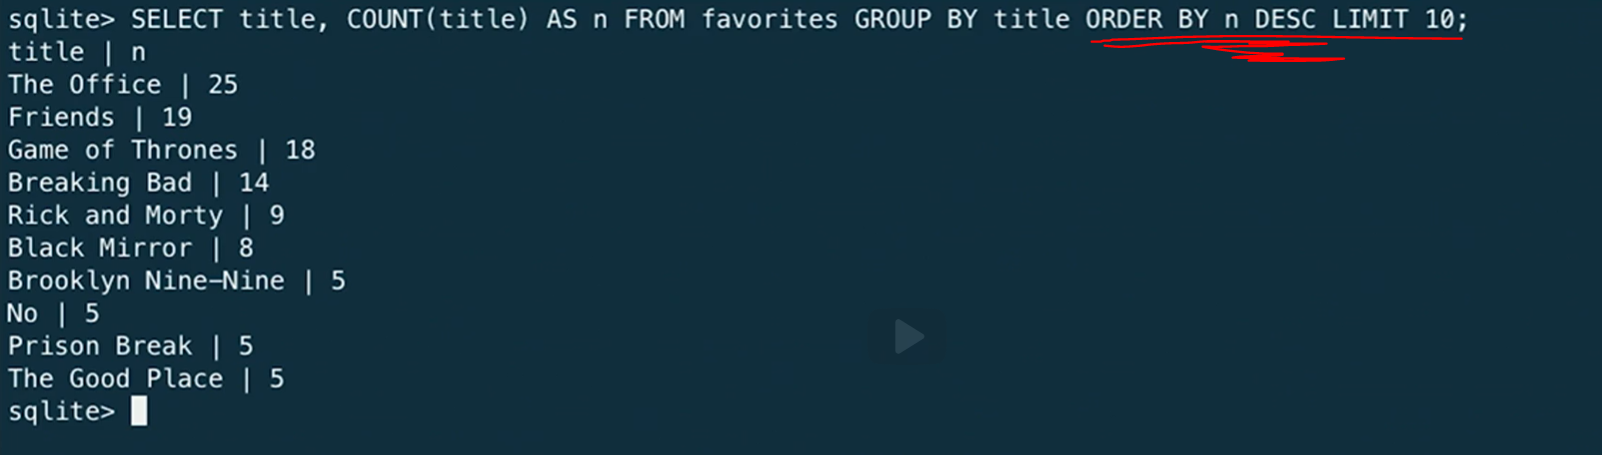 sqlite> SELECT title, COUNT(title) AS n FROM favorites GROUP BY title ORDER BY n DESC LIMIT 10;
title | n
The Office | 25
Friends | 19
Game of Thrones | 18
Breaking Bad | 14
Rick and Morty | 9
Black Mirror | 8
Brooklyn Nine–Nine | 5
No | 5
Prison Break | 5
The Good Place | 5
sqlite>